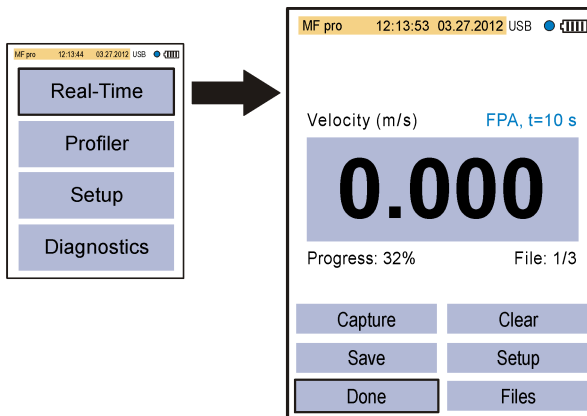 MF pro 12:13:44 03.27.2012 USB
Real-Time
Profiler
Setup
Diagnostics
MF pro 12:13:53 03.27.2012 USB
Velocity (m/s) FPA, t=10 s
0.000
Progress: 32% File: 1/3
Capture Clear
Save Setup
Done Files